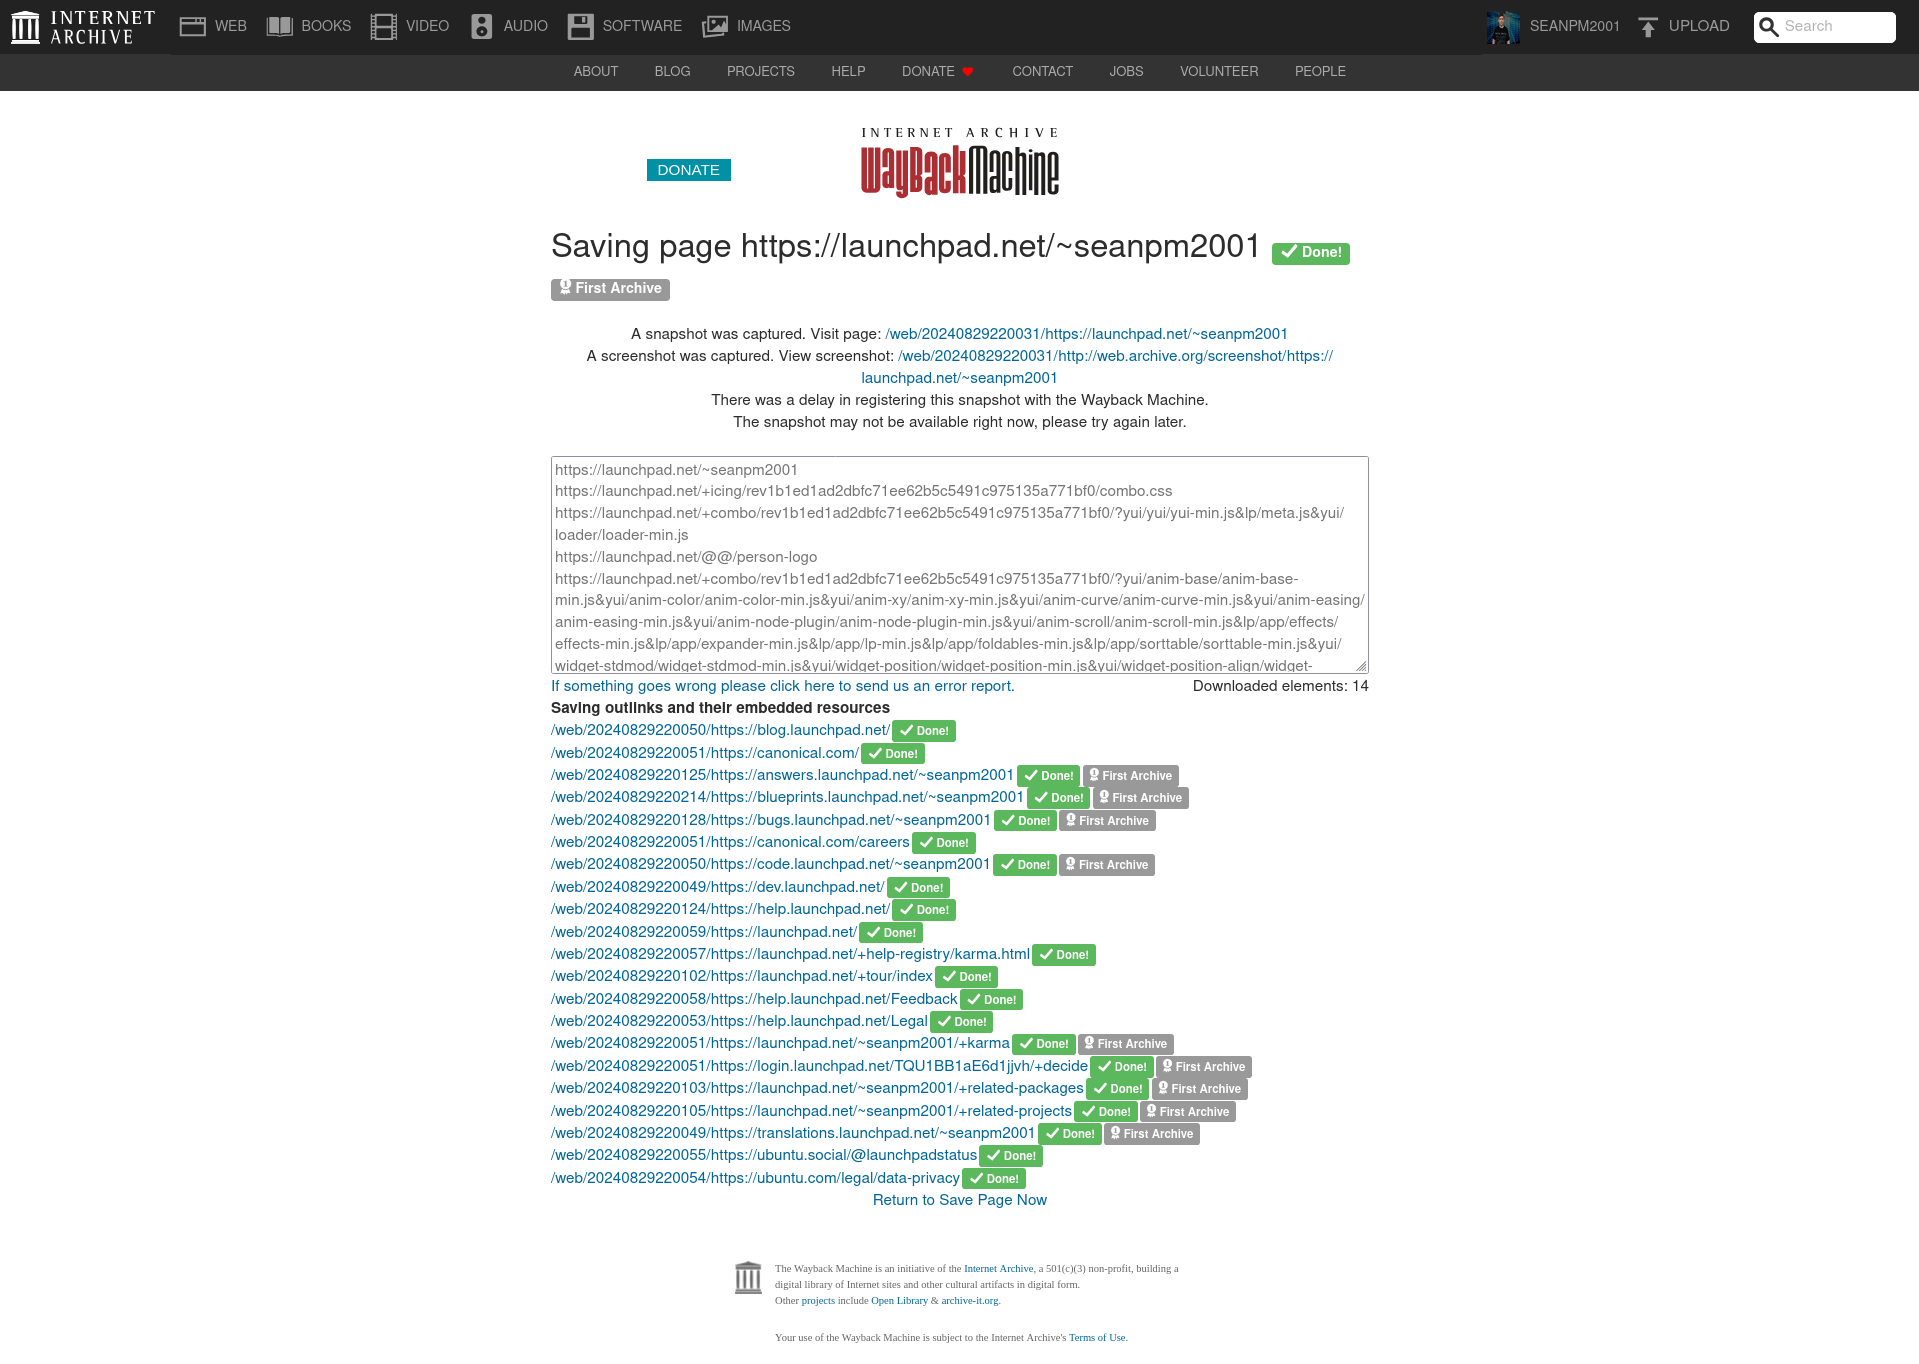 INTERNET ARCHIVE WEB BOOKS VIDEO AUDIO SOFTWARE IMAGES SEANPM2001 UPLOAD Search
ABOUT BLOG PROJECTS HELP DONATE CONTACT JOBS VOLUNTEER PEOPLE
INTERNET ARCHIVE
WayBackMachine
DONATE
Saving page https://launchpad.net/~seanpm2001 Done!
First Archive
A snapshot was captured. Visit page: /web/20240829220031/https://launchpad.net/~seanpm2001
A screenshot was captured. View screenshot: /web/20240829220031/http://web.archive.org/screenshot/https://
launchpad.net/~seanpm2001
There was a delay in registering this snapshot with the Wayback Machine.
The snapshot may not be available right now, please try again later.
https://launchpad.net/~seanpm2001
https://launchpad.net/+icing/rev1b1ed1ad2dbfc71ee62b5c5491c975135a771bf0/combo.css
https://launchpad.net/+combo/rev1b1ed1ad2dbfc71ee62b5c5491c975135a771bf0/?yui/yui/yui-min.js&lp/meta.js&yui/
loader/loader-min.js
https://launchpad.net/@@/person-logo
https://launchpad.net/+combo/rev1b1ed1ad2dbfc71ee62b5c5491c975135a771bf0/?yui/anim-base/anim-base-
min.js&yui/anim-color/anim-color-min.js&yui/anim-xy/anim-xy-min.js&yui/anim-curve/anim-curve-min.js&yui/anim-easing/
anim-easing-min.js&yui/anim-node-plugin/anim-node-plugin-min.js&yui/anim-scroll/anim-scroll-min.js&lp/app/effects/
effects-min.js&lp/app/expander-min.js&lp/app/lp-min.js&lp/app/foldables-min.js&lp/app/sorttable/sorttable-min.js&yui/
widget-stdmod/widget-stdmod-min.js&yui/widget-position/widget-position-min.js&yui/widget-position-align/widget-
If something goes wrong please click here to send us an error report. Downloaded elements: 14
Saving outlinks and their embedded resources
/web/20240829220050/https://blog.launchpad.net/ Done!
/web/20240829220051/https://canonical.com/ Done!
/web/20240829220125/https://answers.launchpad.net/~seanpm2001 Done! First Archive
/web/20240829220214/https://blueprints.launchpad.net/~seanpm2001 Done! First Archive
/web/20240829220128/https://bugs.launchpad.net/~seanpm2001 Done! First Archive
/web/20240829220051/https://canonical.com/careers Done!
/web/20240829220050/https://code.launchpad.net/~seanpm2001 Done! First Archive
/web/20240829220049/https://dev.launchpad.net/ Done!
/web/20240829220124/https://help.launchpad.net/ Done!
/web/20240829220059/https://launchpad.net/ Done!
/web/20240829220057/https://launchpad.net/+help-registry/karma.html Done!
/web/20240829220102/https://launchpad.net/+tour/index Done!
/web/20240829220058/https://help.launchpad.net/Feedback Done!
/web/20240829220053/https://help.launchpad.net/Legal Done!
/web/20240829220051/https://launchpad.net/~seanpm2001/+karma Done! First Archive
/web/20240829220051/https://login.launchpad.net/TQU1BB1aE6d1jjvh/+decide Done! First Archive
/web/20240829220103/https://launchpad.net/~seanpm2001/+related-packages Done! First Archive
/web/20240829220105/https://launchpad.net/~seanpm2001/+related-projects Done! First Archive
/web/20240829220049/https://translations.launchpad.net/~seanpm2001 Done! First Archive
/web/20240829220055/https://ubuntu.social/@launchpadstatus Done!
/web/20240829220054/https://ubuntu.com/legal/data-privacy Done!
Return to Save Page Now
The Wayback Machine is an initiative of the Internet Archive, a 501(c)(3) non-profit, building a
digital library of Internet sites and other cultural artifacts in digital form.
Other projects include Open Library & archive-it.org.
Your use of the Wayback Machine is subject to the Internet Archive's Terms of Use.